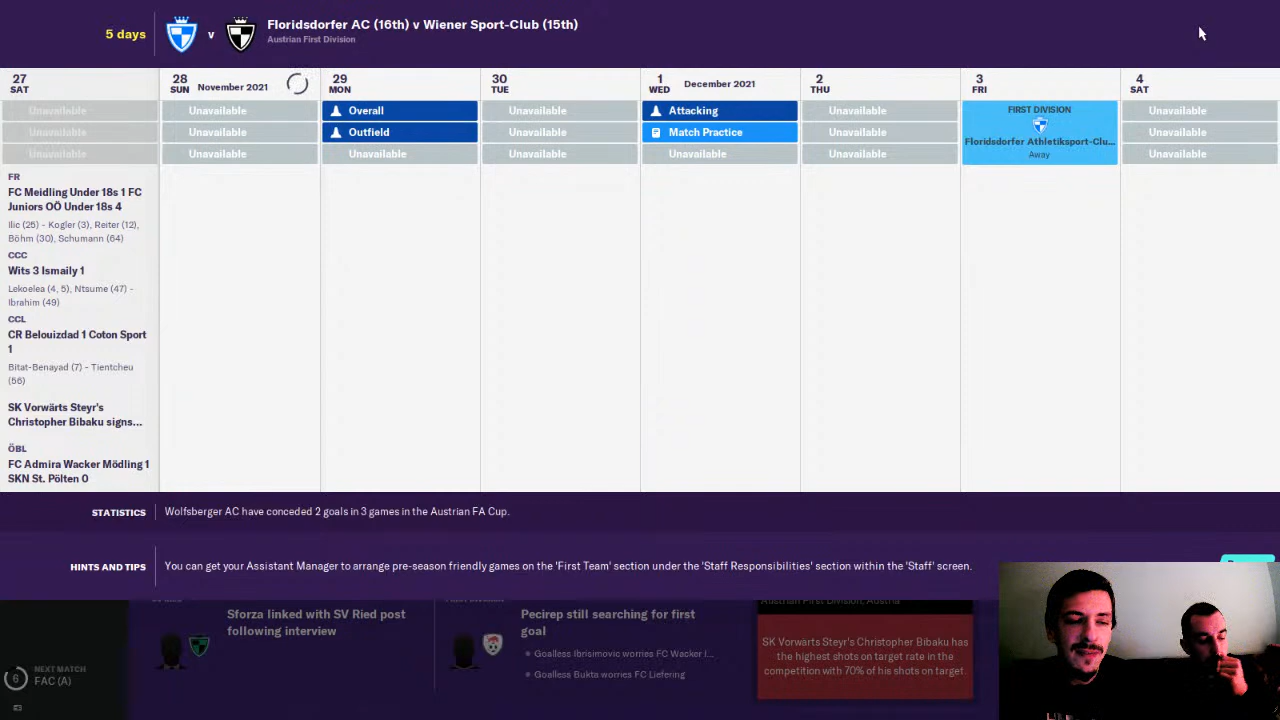 5 days
v
Floridsdorfer AC (16th) v Wiener Sport-Club (15th)
Austrian First Division
27
SAT
28
SUN
November 2021
29
MON
30
TUE
1
WED
December 2021
2
THU
3
FRI
4
SAT
Unavailable
Unavailable
Overall
Unavailable
Attacking
Unavailable
FIRST DIVISION
Unavailable
Unavailable
Unavailable
Outfield
Unavailable
Match Practice
Unavailable
Floridsdorfer Athletiksport-Clu...
Away
Unavailable
Unavailable
Unavailable
Unavailable
Unavailable
Unavailable
Unavailable
Unavailable
FR
FC Meidling Under 18s 1 FC
Juniors OÖ Under 18s 4
Ilic (25) - Kogler (3), Reiter (12),
Böhm (30), Schumann (64)
CCC
Wits 3 Ismaily 1
Lekoelea (4, 5), Ntsume (47) -
Ibrahim (49)
CCL
CR Belouizdad 1 Coton Sport
1
Bitat-Benayad (7) - Tientcheu
(56)
SK Vorwärts Steyr's
Christopher Bibaku signs...
ÖBL
FC Admira Wacker Mödling 1
SKN St. Pölten 0
STATISTICS
Wolfsberger AC have conceded 2 goals in 3 games in the Austrian FA Cup.
HINTS AND TIPS
You can get your Assistant Manager to arrange pre-season friendly games on the 'First Team' section under the 'Staff Responsibilities' section within the 'Staff' screen.
Sforza linked with SV Ried post
following interview
Pecirep still searching for first
goal
Goalless Ibrisimovic worries FC Wacker I...
Goalless Bukta worries FC Liefering
Austrian First Division, Austria
SK Vorwärts Steyr's Christopher Bibaku has
the highest shots on target rate in the
competition with 70% of his shots on target.
6
NEXT MATCH
FAC (A)